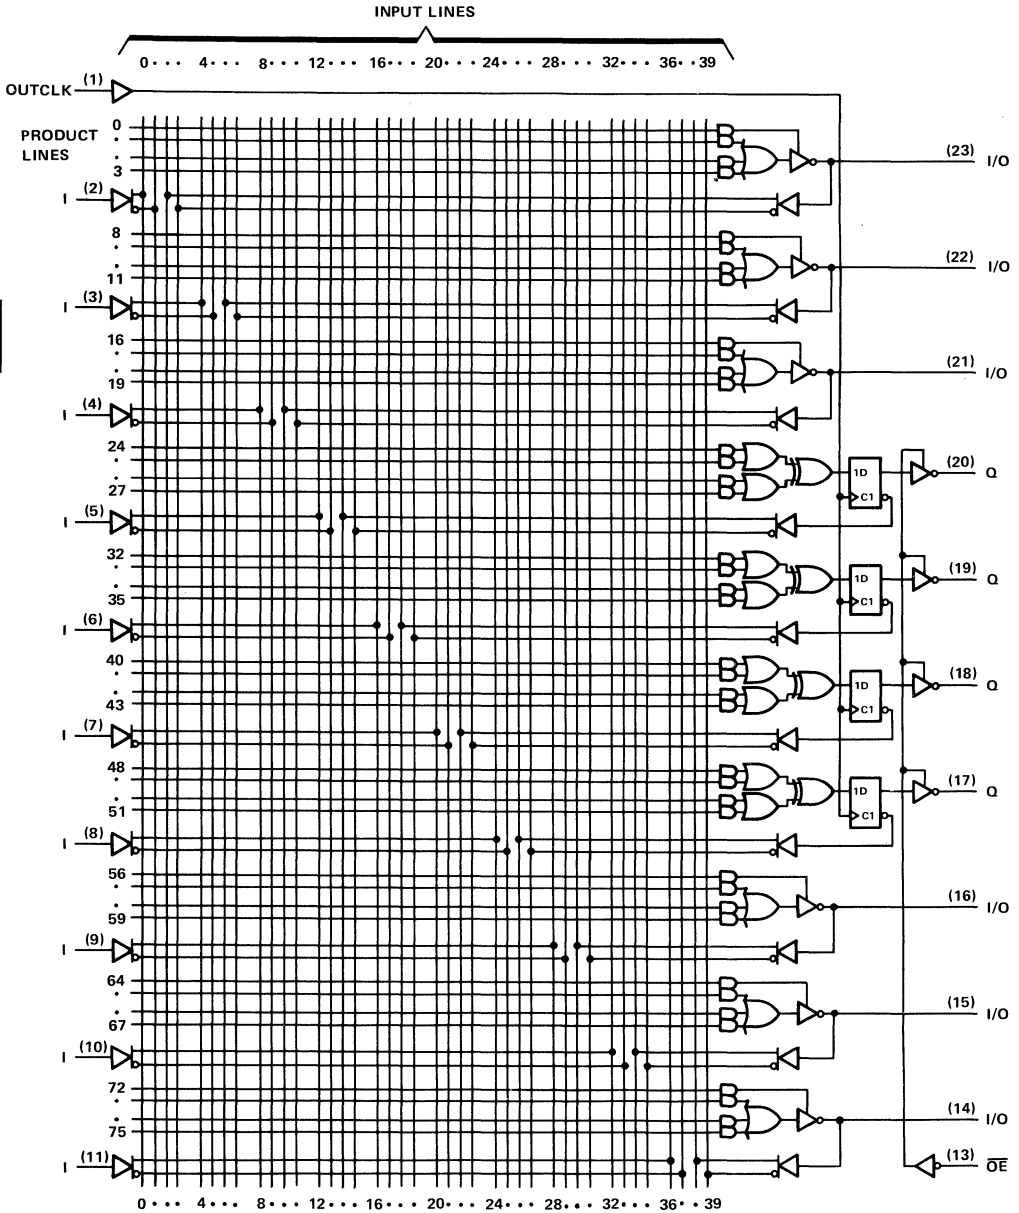 INPUT LINES
0 • • • 4 • • • 8 • • • 12 • • • 16 • • • 20 • • • 24 • • • 28 • • • 32 • • • 36 • • 39
OUTCLK (1)
PRODUCT LINES
0
•
•
3
(23) I/O
I (2)
8
•
•
11
(22) I/O
I (3)
16
•
•
19
(21) I/O
I (4)
24
•
•
27
1D
C1
(20) Q
I (5)
32
•
•
35
1D
C1
(19) Q
I (6)
40
•
•
43
1D
C1
(18) Q
I (7)
48
•
•
51
1D
C1
(17) Q
I (8)
56
•
•
59
(16) I/O
I (9)
64
•
•
67
(15) I/O
I (10)
72
•
•
75
(14) I/O
I (11)
(13) O̅E̅
0 • • • 4 • • • 8 • • • 12 • • • 16 • • • 20 • • • 24 • • • 28 • • • 32 • • • 36 • • 39